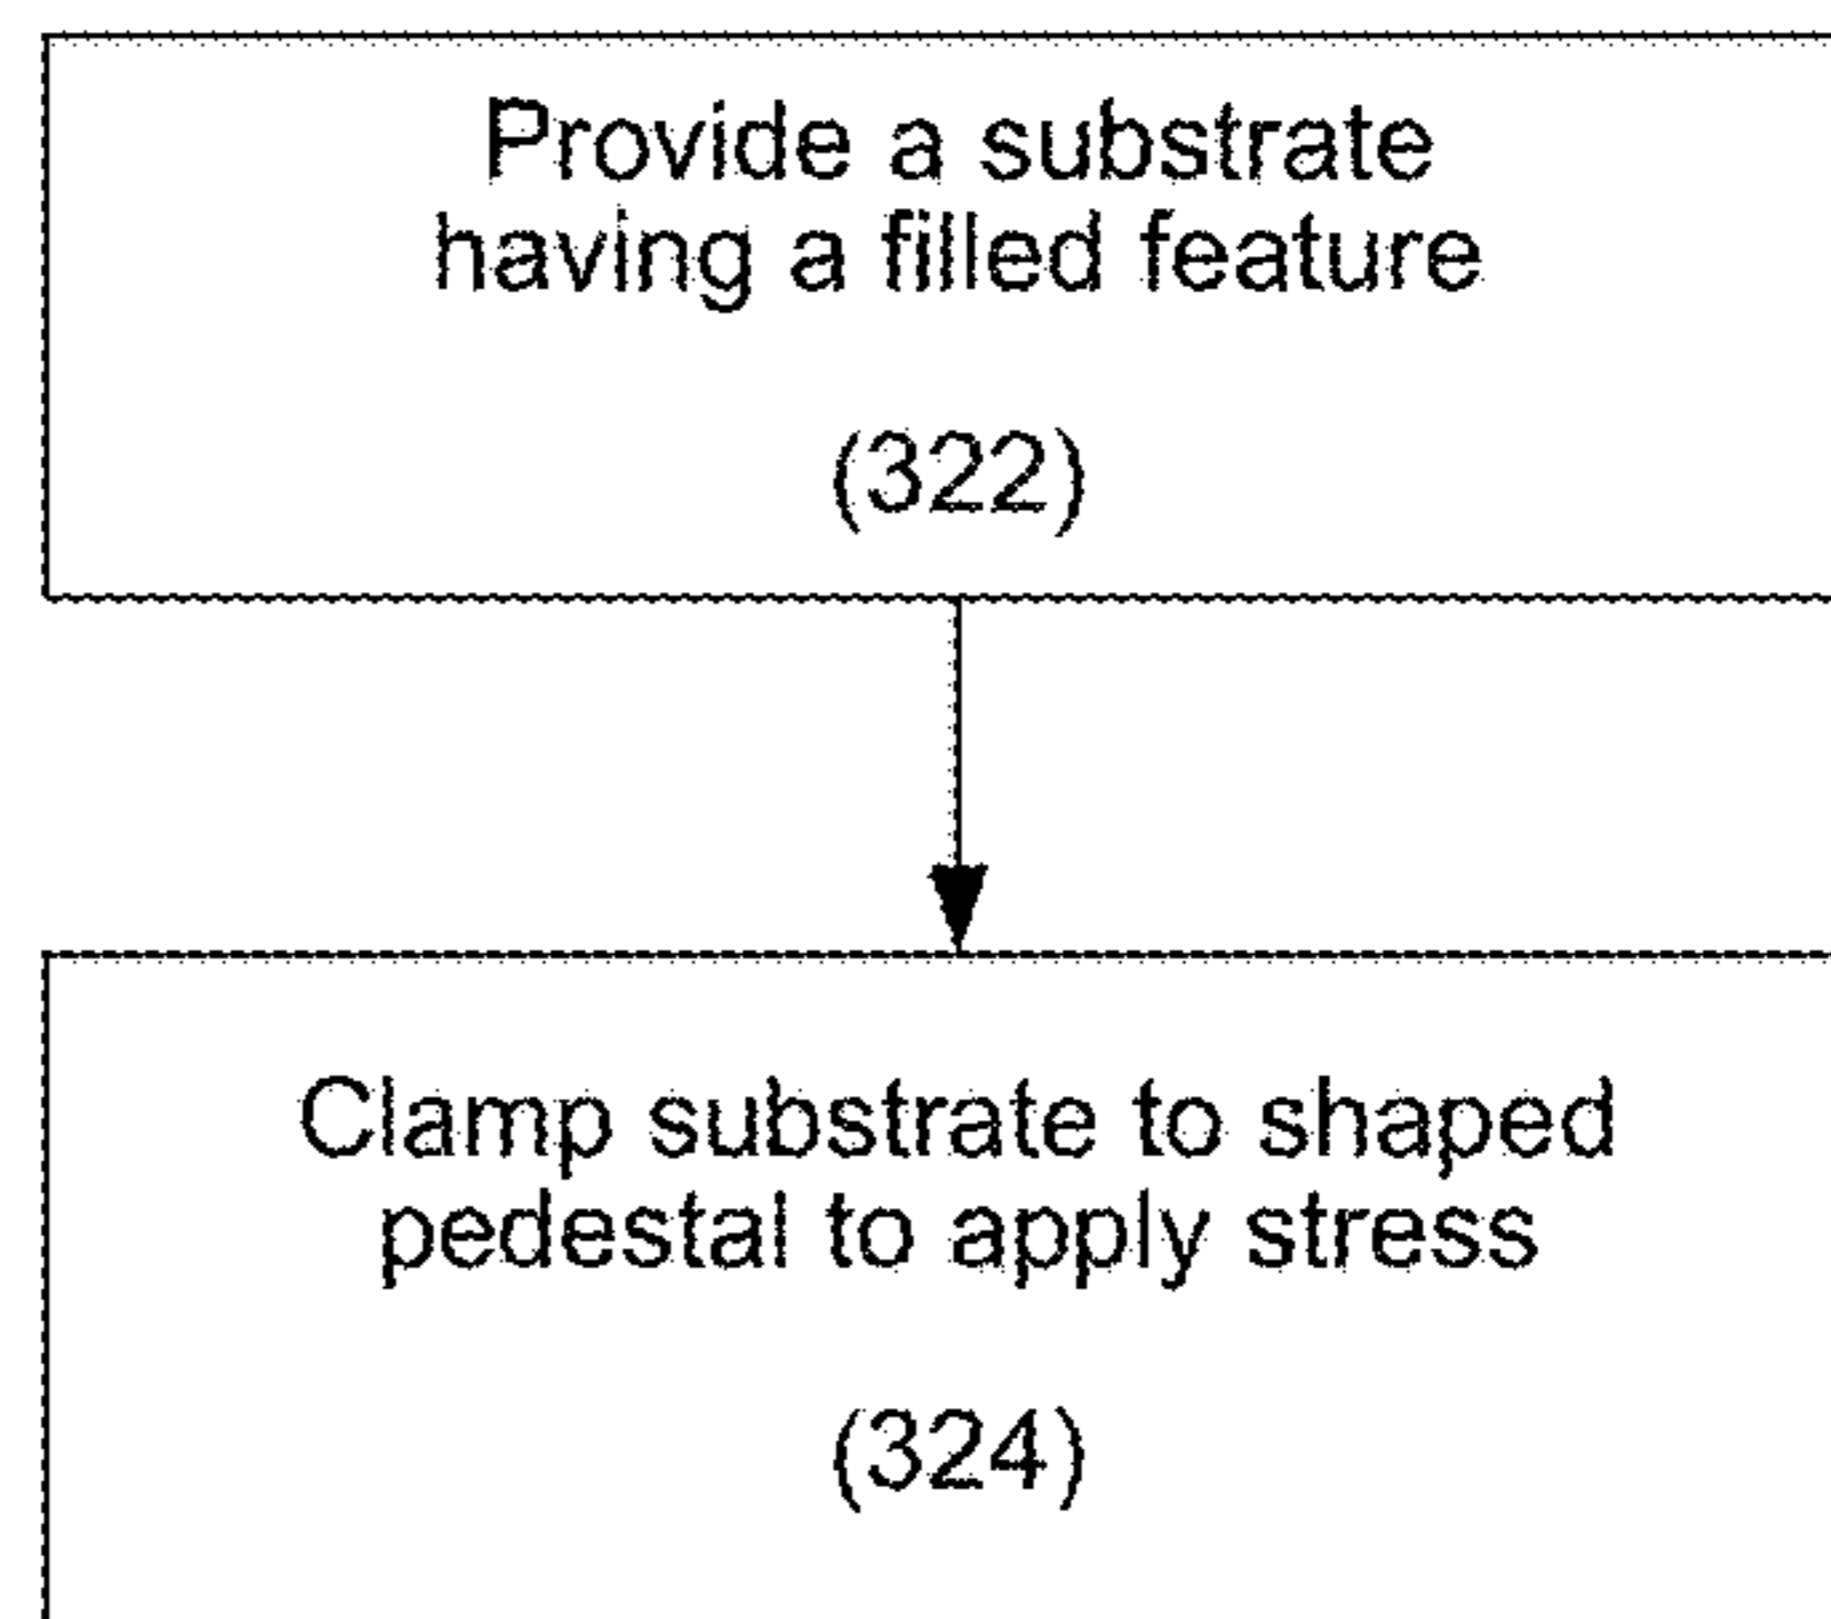 Provide a substrate
having a filled feature
(322)
Clamp substrate to shaped
pedestal to apply stress
(324)